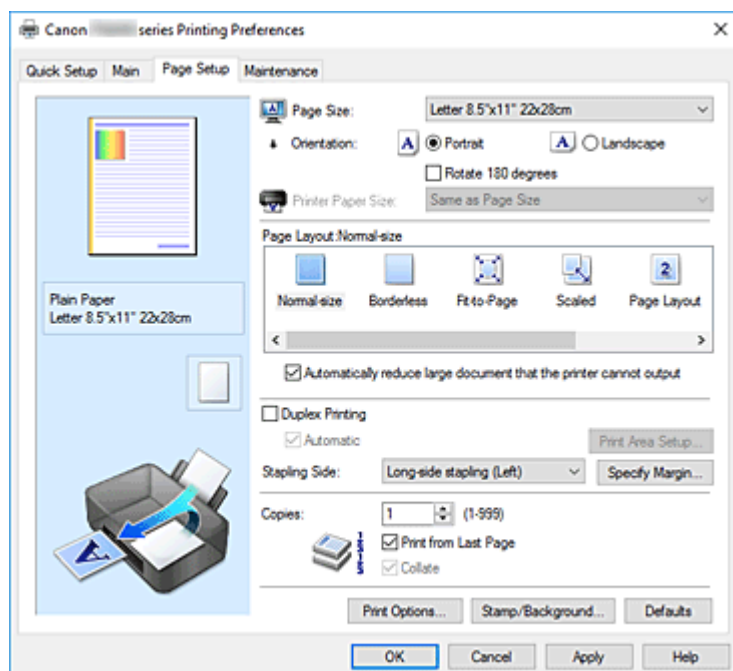 Canon series Printing Preferences
Quick Setup Main Page Setup Maintenance
Page Size: Letter 8.5"x11" 22x28cm
Orientation: A Portrait A Landscape
Rotate 180 degrees
Printer Paper Size: Same as Page Size
Page Layout:Normal-size
2
Normal-size Borderless Fit-to-Page Scaled Page Layout
Plain Paper
Letter 8.5"x11" 22x28cm
Automatically reduce large document that the printer cannot output
Duplex Printing
Automatic Print Area Setup...
Stapling Side: Long-side stapling (Left) Specify Margin...
A
Copies: 1 (1-999)
Print from Last Page
Collate
Print Options... Stamp/Background... Defaults
OK Cancel Apply Help